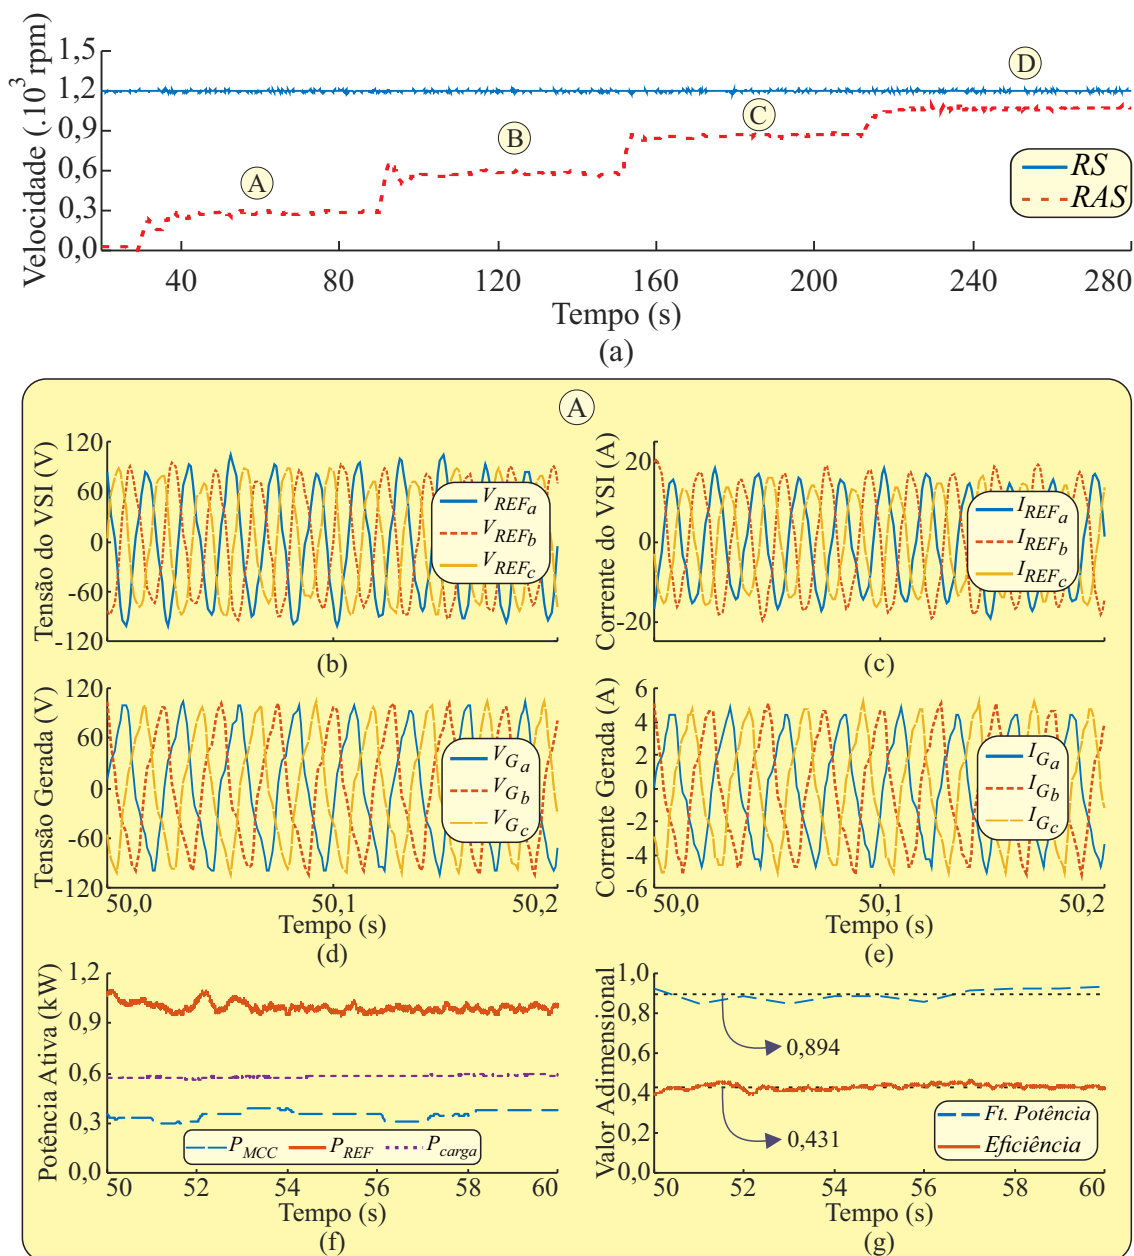 Velocidade (.10³ rpm)
1,5
1,2
0,9
0,6
0,3
0,0
A
B
C
D
RS
RAS
40
80
120
160
200
240
280
Tempo (s)
(a)
A
Tensão do VSI (V)
120
60
0
-60
-120
V_REFa
V_REFb
V_REFc
(b)
Corrente do VSI (A)
20
0
-20
I_REFa
I_REFb
I_REFc
(c)
Tensão Gerada (V)
120
60
0
-60
-120
V_Ga
V_Gb
V_Gc
50,0
50,1
50,2
Tempo (s)
(d)
Corrente Gerada (A)
6
4
2
0
-2
-4
-6
I_Ga
I_Gb
I_Gc
50,0
50,1
50,2
Tempo (s)
(e)
Potência Ativa (kW)
1,2
0,9
0,6
0,3
0,0
P_MCC
P_REF
P_carga
50
52
54
56
58
60
Tempo (s)
(f)
Valor Adimensional
1,0
0,8
0,6
0,4
0,2
0,0
0,894
0,431
Ft. Potência
Eficiência
50
52
54
56
58
60
Tempo (s)
(g)